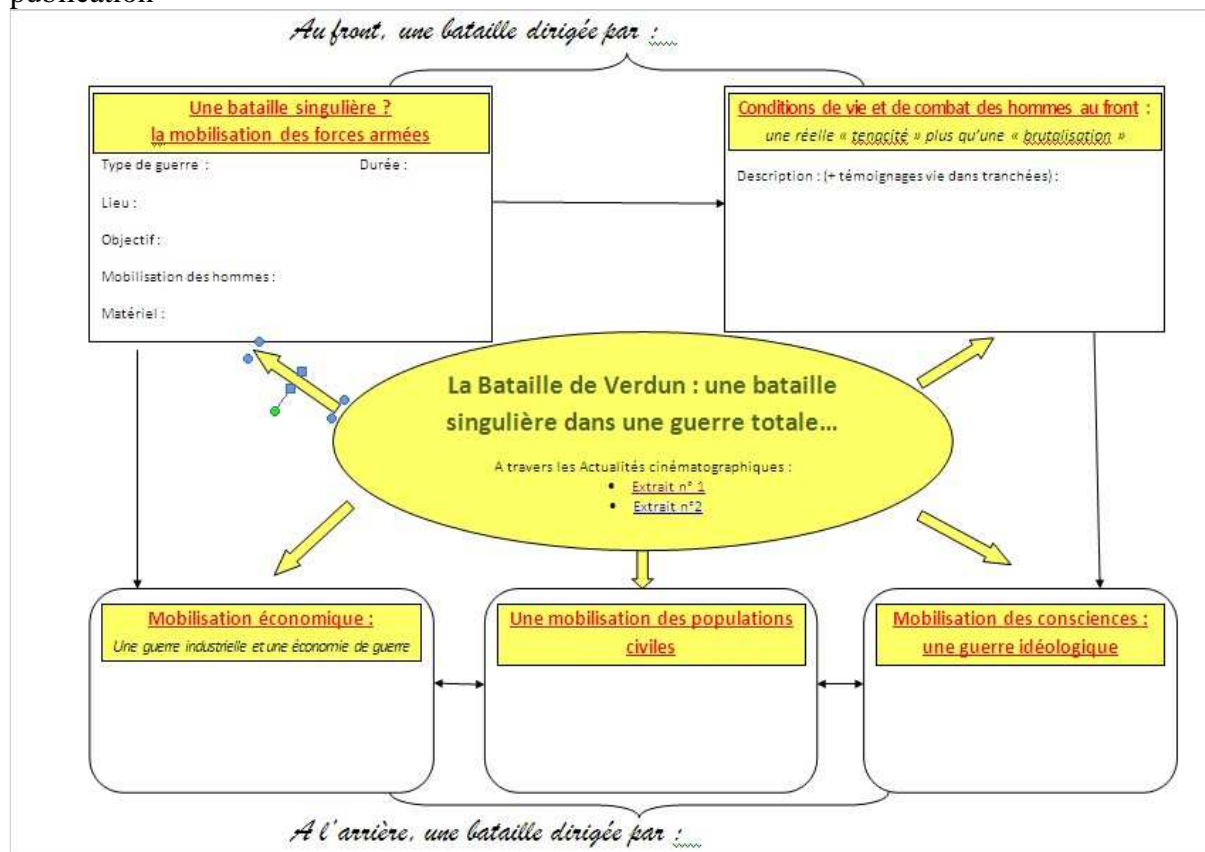 publication
Au front, une bataille dirigée par :
Une bataille singulière ?
la mobilisation des forces armées
Type de guerre : Durée :
Lieu :
Objectif :
Mobilisation des hommes :
Matériel :
Conditions de vie et de combat des hommes au front :
une réelle « tenacité » plus qu'une « brutalisation »
Description : (+ témoignages vie dans tranchées) :
La Bataille de Verdun : une bataille
singulière dans une guerre totale...
A travers les Actualités cinématographiques :
• Extrait n° 1
• Extrait n°2
Mobilisation économique :
Une guerre industrielle et une économie de guerre
Une mobilisation des populations
civiles
Mobilisation des consciences :
une guerre idéologique
A l'arrière, une bataille dirigée par :